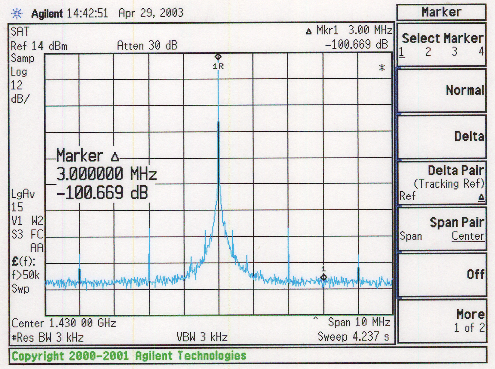 Agilent 14:42:51 Apr 29, 2003
Marker
SAT
Δ Mkr1 3.00 MHz
Ref 14 dBm Atten 30 dB -100.669 dB
Samp
Log
12
dB/
1R
*
Marker Δ
3.000000 MHz
-100.669 dB
LgAv
15
V1 W2
S3 FC
AA
£(f):
f>50k
Swp
1
Center 1.430 00 GHz ^ Span 10 MHz
#Res BW 3 kHz VBW 3 kHz Sweep 4.237 s
Copyright 2000-2001 Agilent Technologies
Select Marker
1 2 3 4
Normal
Delta
Delta Pair
(Tracking Ref)
Ref Δ
Span Pair
Span Center
Off
More
1 of 2